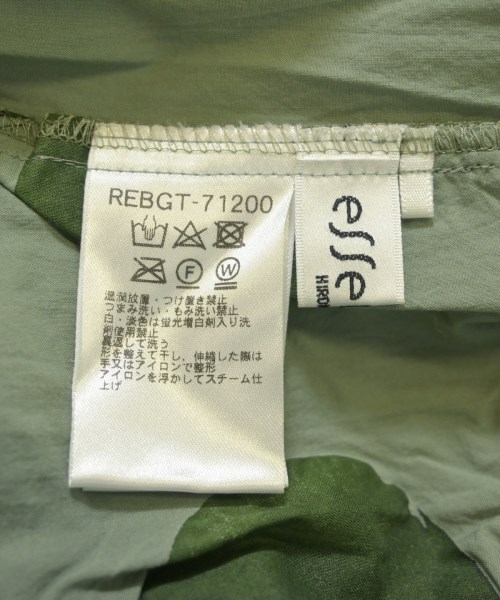 REBGT-71200
F W
湿潤放置・つけ置き禁止
つまみ洗い・もみ洗い禁止
白・淡色は蛍光増白剤入り洗
剤使用禁止
裏返して洗う
形を整えて干し、伸縮した際は
手又はアイロンで整形
アイロンを浮かしてスチーム仕
上げ
esse